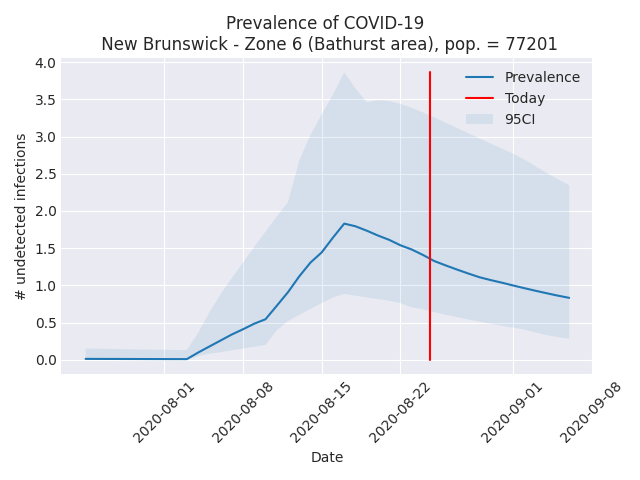 Prevalence of COVID-19
New Brunswick - Zone 6 (Bathurst area), pop. = 77201
4.0
3.5
3.0
2.5
2.0
1.5
1.0
0.5
0.0
# undetected infections
Prevalence
Today
95CI
2020-08-01
2020-08-08
2020-08-15
2020-08-22
2020-09-01
2020-09-08
Date